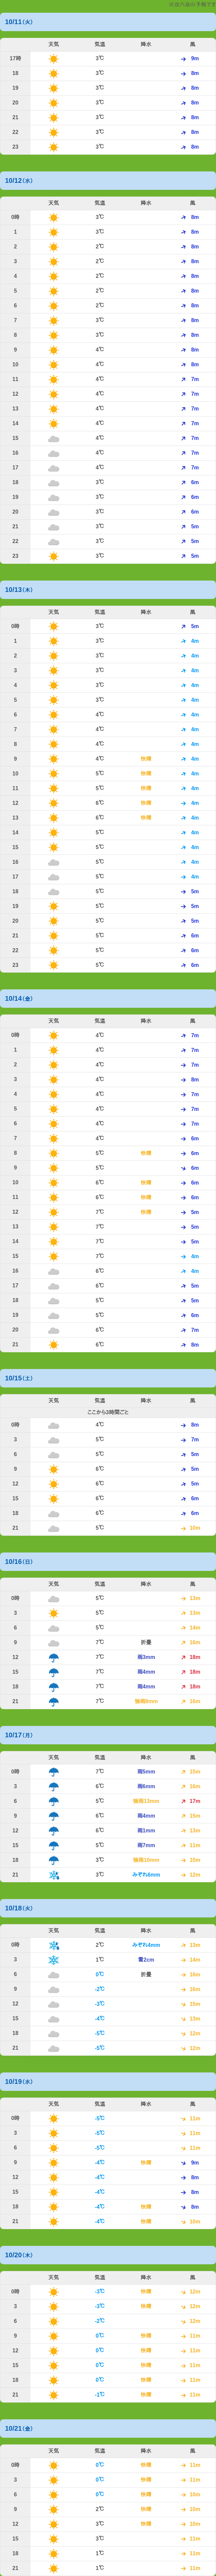 10/11(火)
天気 気温 降水 風
17時 3℃ 9m
18 3℃ 8m
19 3℃ 8m
20 3℃ 8m
21 3℃ 8m
22 3℃ 8m
23 3℃ 8m
10/12(水)
天気 気温 降水 風
0時 3℃ 8m
1 3℃ 8m
2 2℃ 8m
3 2℃ 8m
4 2℃ 8m
5 2℃ 8m
6 2℃ 8m
7 3℃ 8m
8 3℃ 8m
9 4℃ 8m
10 4℃ 8m
11 4℃ 7m
12 4℃ 7m
13 4℃ 7m
14 4℃ 7m
15 4℃ 7m
16 4℃ 7m
17 4℃ 7m
18 3℃ 6m
19 3℃ 6m
20 3℃ 6m
21 3℃ 5m
22 3℃ 5m
23 3℃ 5m
10/13(木)
天気 気温 降水 風
0時 3℃ 5m
1 3℃ 4m
2 3℃ 4m
3 3℃ 4m
4 3℃ 4m
5 3℃ 4m
6 4℃ 4m
7 4℃ 4m
8 4℃ 4m
9 4℃ 快晴 4m
10 5℃ 快晴 4m
11 5℃ 快晴 4m
12 6℃ 快晴 4m
13 6℃ 快晴 4m
14 5℃ 4m
15 5℃ 4m
16 5℃ 4m
17 5℃ 4m
18 5℃ 5m
19 5℃ 5m
20 5℃ 5m
21 5℃ 6m
22 5℃ 6m
23 5℃ 6m
10/14(金)
天気 気温 降水 風
0時 4℃ 7m
1 4℃ 7m
2 4℃ 7m
3 4℃ 8m
4 4℃ 7m
5 4℃ 7m
6 4℃ 7m
7 4℃ 6m
8 5℃ 快晴 6m
9 5℃ 6m
10 6℃ 快晴 6m
11 6℃ 快晴 6m
12 7℃ 快晴 5m
13 7℃ 5m
14 7℃ 5m
15 7℃ 4m
16 6℃ 4m
17 6℃ 5m
18 5℃ 5m
19 5℃ 6m
20 6℃ 7m
21 6℃ 8m
10/15(土)
天気 気温 降水 風
ここから3時間ごと
0時 4℃ 8m
3 5℃ 7m
6 5℃ 5m
9 6℃ 5m
12 6℃ 5m
15 6℃ 6m
18 6℃ 6m
21 5℃ 10m
10/16(日)
天気 気温 降水 風
0時 5℃ 13m
3 5℃ 13m
6 5℃ 14m
9 7℃ 折畳 16m
12 7℃ 雨3mm 18m
15 7℃ 雨4mm 18m
18 7℃ 雨4mm 18m
21 7℃ 強雨8mm 16m
10/17(月)
天気 気温 降水 風
0時 7℃ 雨5mm 15m
3 6℃ 雨6mm 16m
6 5℃ 強雨13mm 17m
9 6℃ 雨4mm 15m
12 6℃ 雨1mm 15m
15 5℃ 雨7mm 11m
18 3℃ 強雨10mm 10m
21 3℃ みぞれ6mm 12m
10/18(火)
天気 気温 降水 風
0時 2℃ みぞれ4mm 13m
3 1℃ 雪2cm 14m
6 0℃ 折畳 16m
9 -2℃ 16m
12 -3℃ 15m
15 -4℃ 13m
18 -5℃ 12m
21 -5℃ 12m
10/19(水)
天気 気温 降水 風
0時 -5℃ 11m
3 -5℃ 11m
6 -5℃ 11m
9 -4℃ 快晴 9m
12 -4℃ 8m
15 -4℃ 8m
18 -4℃ 快晴 8m
21 -4℃ 快晴 10m
10/20(木)
天気 気温 降水 風
0時 -3℃ 快晴 12m
3 -3℃ 快晴 12m
6 -2℃ 12m
9 0℃ 快晴 11m
12 0℃ 快晴 11m
15 0℃ 快晴 11m
18 0℃ 快晴 11m
21 -1℃ 快晴 11m
10/21(金)
天気 気温 降水 風
0時 0℃ 快晴 11m
3 0℃ 快晴 11m
6 0℃ 快晴 10m
9 2℃ 快晴 10m
12 3℃ 快晴 10m
15 3℃ 11m
18 1℃ 11m
21 1℃ 11m